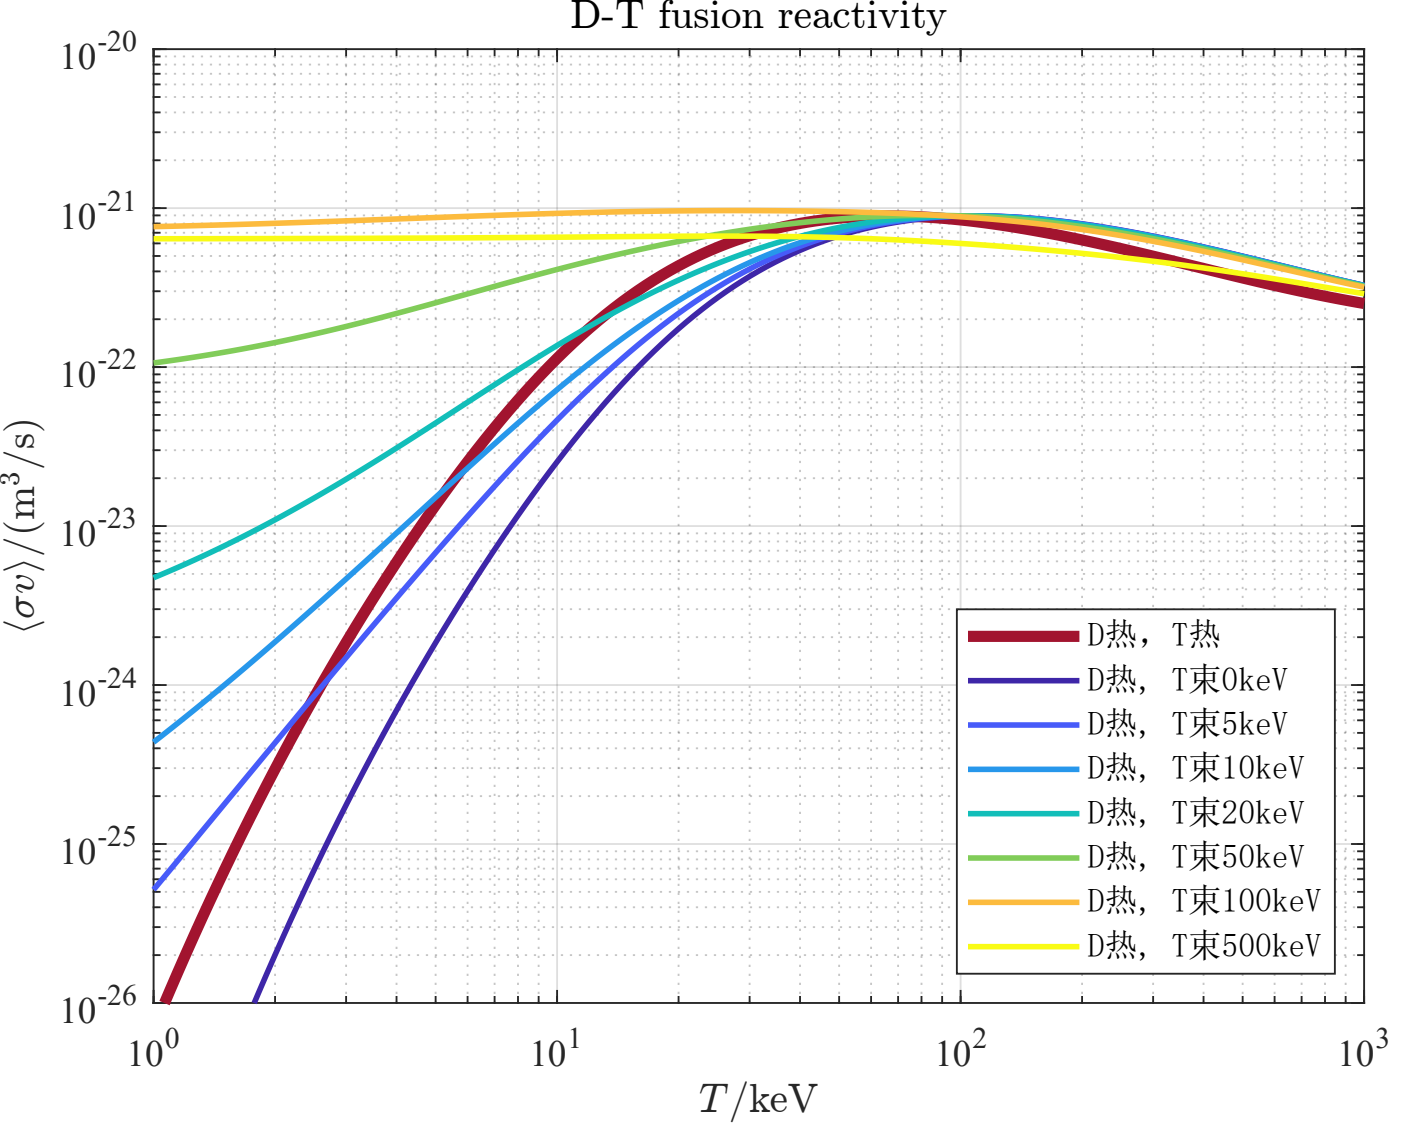 D-T fusion reactivity
10^-20
10^-21
10^-22
10^-23
10^-24
10^-25
10^-26
⟨σv⟩/(m^3/s)
D热, T热
D热, T束0keV
D热, T束5keV
D热, T束10keV
D热, T束20keV
D热, T束50keV
D热, T束100keV
D热, T束500keV
10^0 10^1 10^2 10^3
T/keV